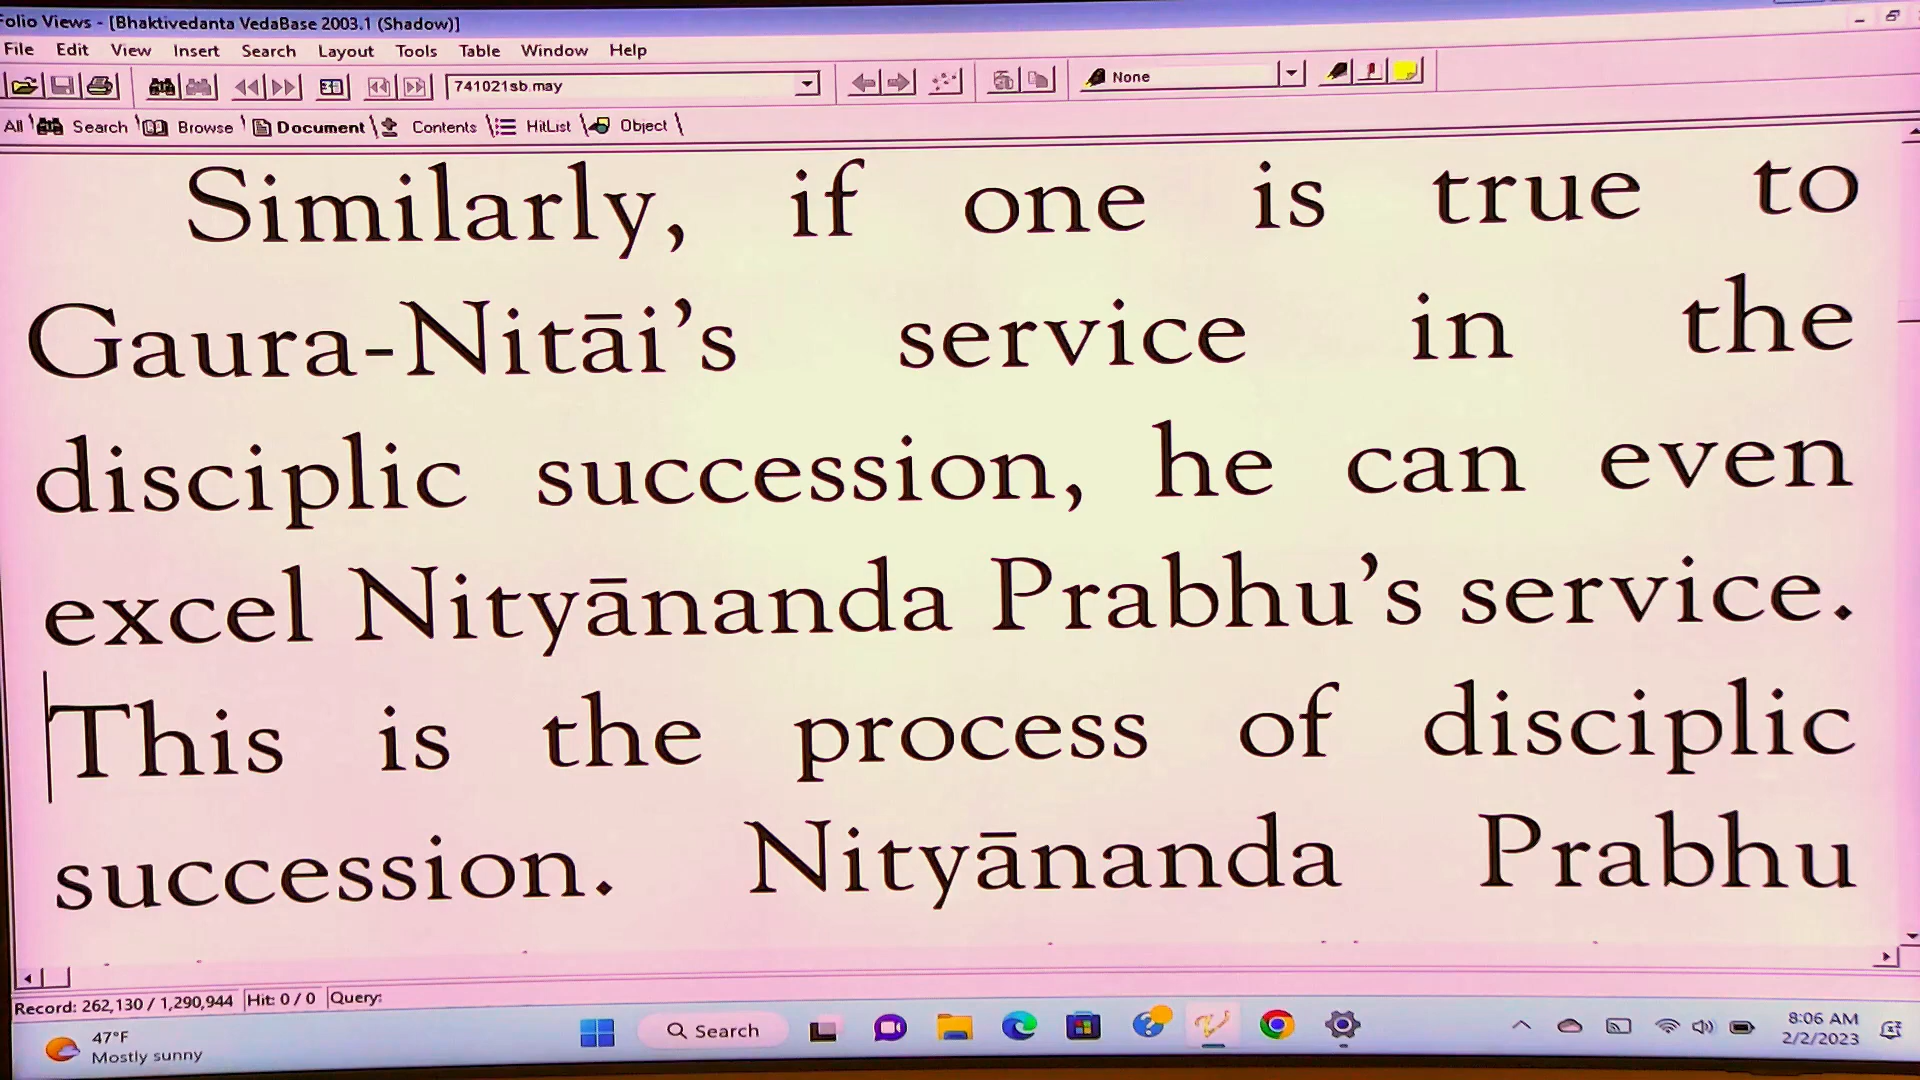 Folio Views - [Bhaktivedanta VedaBase 2003.1 (Shadow)]
File Edit View Insert Search Layout Tools Table Window Help
741021sb.may
None
All Search Browse Document Contents HitList Object
Similarly, if one is true to
Gaura-Nitāi’s service in the
disciplic succession, he can even
excel Nityānanda Prabhu’s service.
This is the process of disciplic
succession. Nityānanda Prabhu
Record: 262,130 / 1,290,944 Hit: 0 / 0 Query:
47°F
Mostly sunny
Search
8:06 AM
2/2/2023